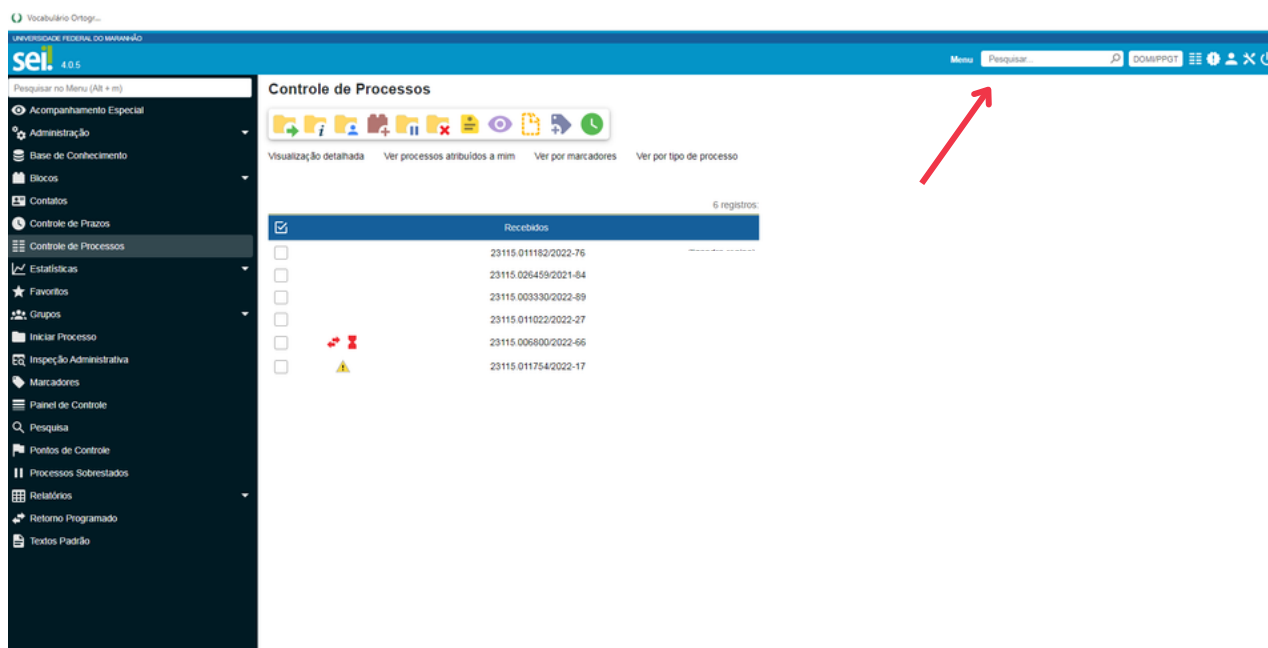 Vocabulário Ortogr...
UNIVERSIDADE FEDERAL DO MARANHÃO
sei! 4.0.5
Menu Pesquisar... DOMI/PPGT
Pesquisar no Menu (Alt + m)
Acompanhamento Especial
Administração
Base de Conhecimento
Blocos
Contatos
Controle de Prazos
Controle de Processos
Estatísticas
Favoritos
Grupos
Iniciar Processo
Inspeção Administrativa
Marcadores
Painel de Controle
Pesquisa
Pontos de Controle
Processos Sobrestados
Relatórios
Retorno Programado
Textos Padrão
Controle de Processos
Visualização detalhada Ver processos atribuídos a mim Ver por marcadores Ver por tipo de processo
6 registros:
Recebidos
23115.011182/2022-76
23115.026459/2021-84
23115.003330/2022-89
23115.011022/2022-27
23115.006800/2022-66
23115.011754/2022-17